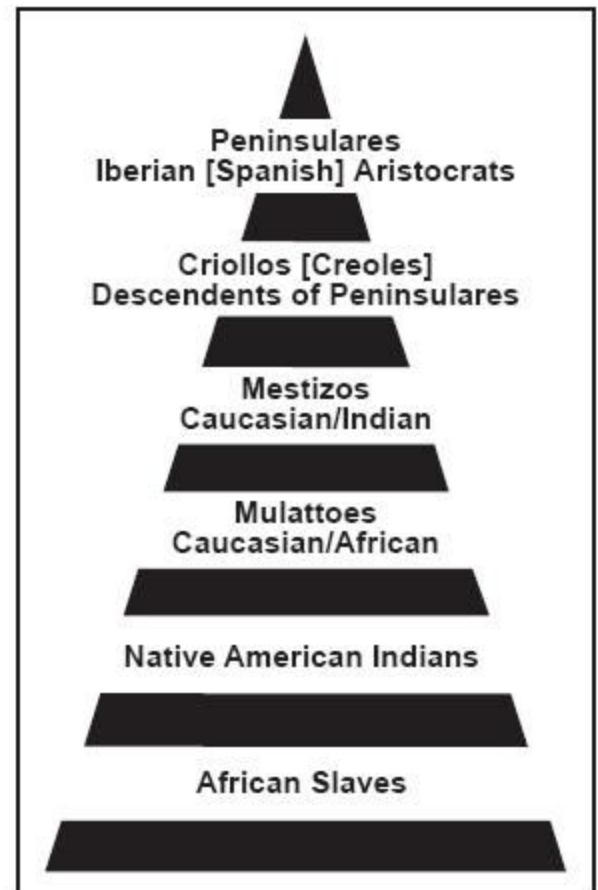 Peninsulares
Iberian [Spanish] Aristocrats
Criollos [Creoles]
Descendents of Peninsulares
Mestizos
Caucasian/Indian
Mulattoes
Caucasian/African
Native American Indians
African Slaves